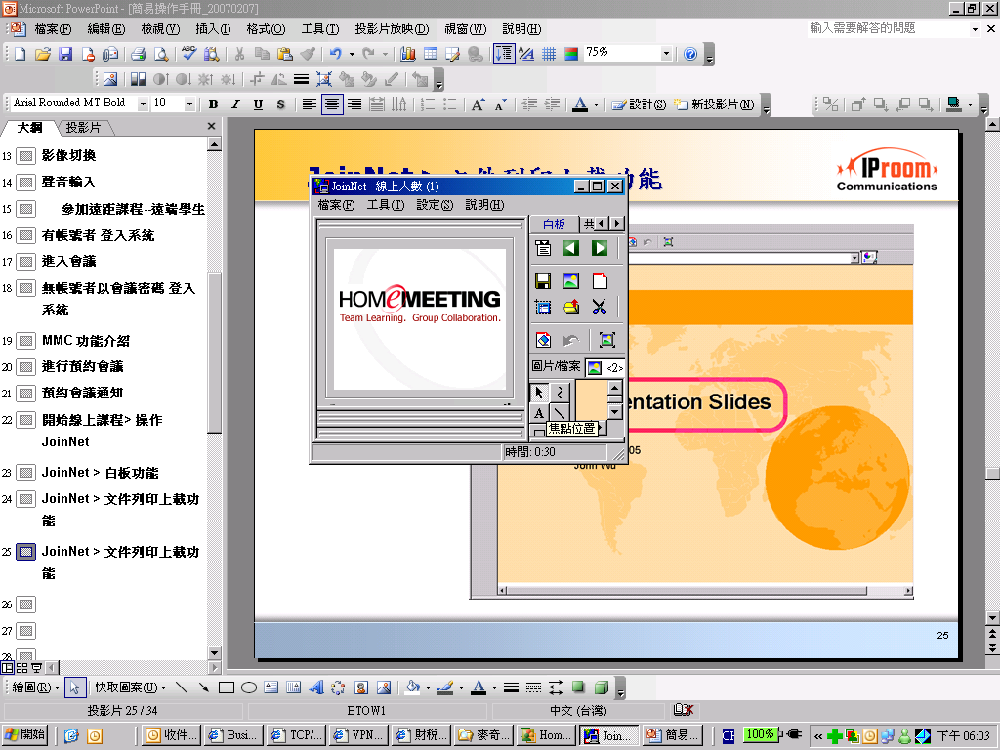 Microsoft PowerPoint - [簡易操作手冊_20070207]
檔案(F) 編輯(E) 檢視(V) 插入(I) 格式(O) 工具(T) 投影片放映(D) 視窗(W) 說明(H) 輸入需要解答的問題
75%
Arial Rounded MT Bold 10 B I U S A A A 設計(S) 新投影片(N)
大綱 投影片
13 影像切換
14 聲音輸入
15 參加遠距課程--遠端學生
16 有帳號者 登入系統
17 進入會議
18 無帳號者以會議密碼 登入
系統
19 MMC 功能介紹
20 進行預約會議
21 預約會議通知
22 開始線上課程> 操作
JoinNet
23 JoinNet > 白板功能
24 JoinNet > 文件列印上載功
能
25 JoinNet > 文件列印上載功
能
26
27
28
JoinNet > 文件列印上載功能
IProom
Communications
JoinNet - 線上人數 (1)
檔案(F) 工具(T) 設定(S) 說明(H)
白板 共
HOMeMEETING
Team Learning. Group Collaboration.
圖片/檔案 <2>
A
焦點位置
時間: 0:30
entation Slides
05
John Wu
25
繪圖(R) 快取圖案(U)
投影片 25 / 34 BTOW1 中文 (台灣)
開始 收件... Busi... TCP/... VPN... 財稅... 麥奇... Hom... Join... 簡易... CH 100% « 下午 06:03